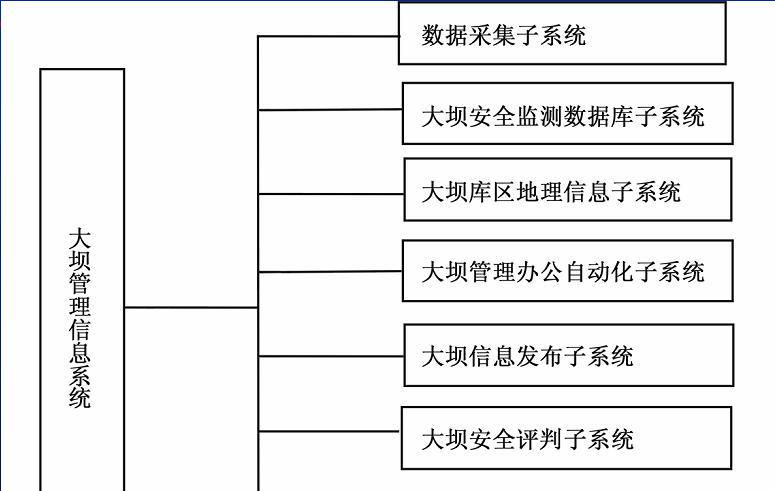 数据采集子系统
大坝安全监测数据库子系统
大坝库区地理信息子系统
大坝管理信息系统
大坝管理办公自动化子系统
大坝信息发布子系统
大坝安全评判子系统